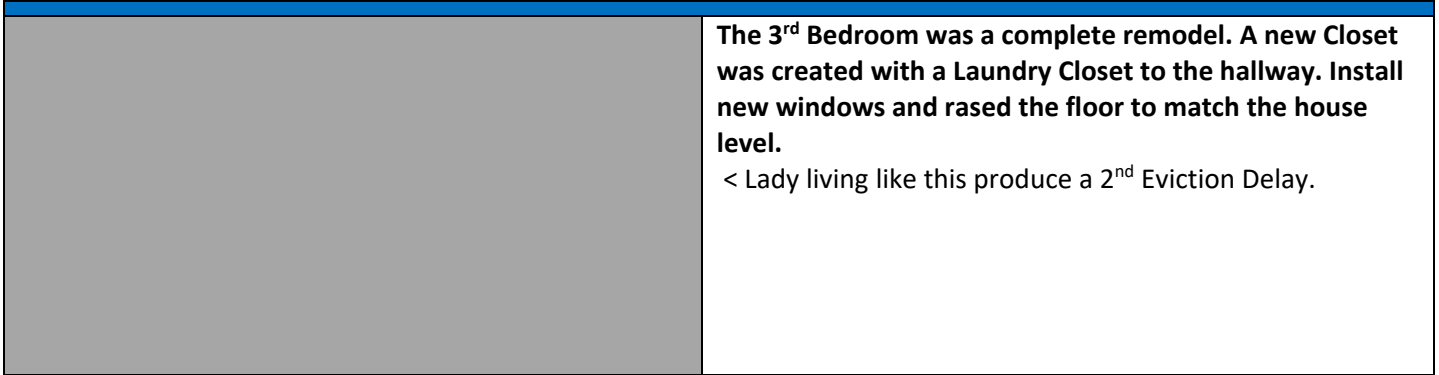 The 3rd Bedroom was a complete remodel. A new Closet
was created with a Laundry Closet to the hallway. Install
new windows and rased the floor to match the house
level.
< Lady living like this produce a 2nd Eviction Delay.